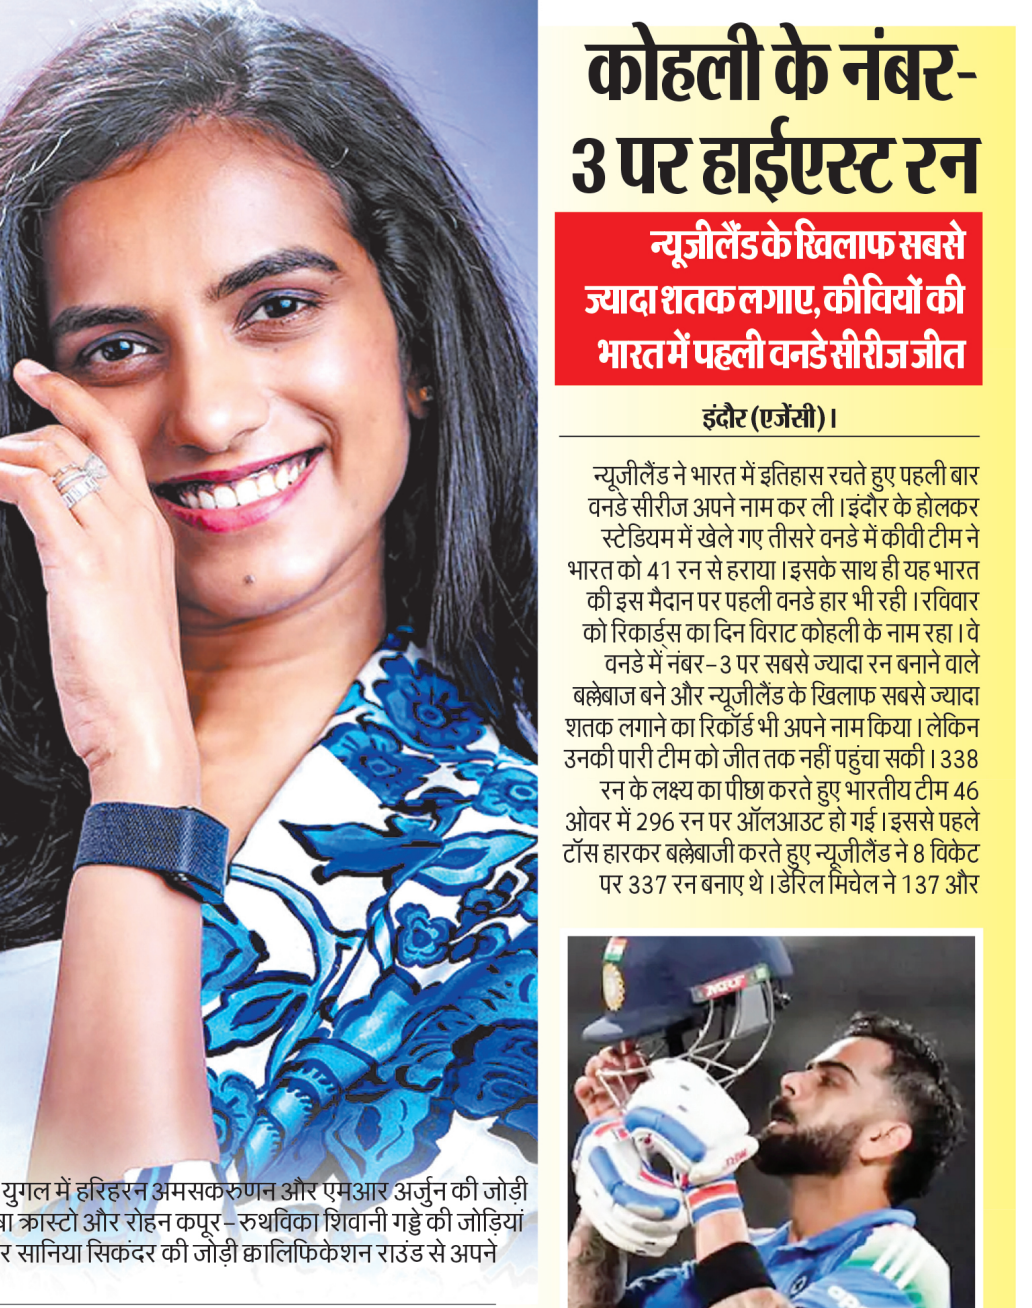 कोहली के नंबर-
3 पर हाईएस्ट रन
न्यूजीलैंड के खिलाफ सबसे
ज्यादा शतक लगाए, कीवियों की
भारत में पहली वनडे सीरीज जीत
इंदौर (एजेंसी)।
न्यूजीलैंड ने भारत में इतिहास रचते हुए पहली बार
वनडे सीरीज अपने नाम कर ली। इंदौर के होलकर
स्टेडियम में खेले गए तीसरे वनडे में कीवी टीम ने
भारत को 41 रन से हराया। इसके साथ ही यह भारत
की इस मैदान पर पहली वनडे हार भी रही। रविवार
को रिकार्ड्स का दिन विराट कोहली के नाम रहा। वे
वनडे में नंबर-3 पर सबसे ज्यादा रन बनाने वाले
बल्लेबाज बने और न्यूजीलैंड के खिलाफ सबसे ज्यादा
शतक लगाने का रिकॉर्ड भी अपने नाम किया। लेकिन
उनकी पारी टीम को जीत तक नहीं पहुंचा सकी। 338
रन के लक्ष्य का पीछा करते हुए भारतीय टीम 46
ओवर में 296 रन पर ऑलआउट हो गई। इससे पहले
टॉस हारकर बल्लेबाजी करते हुए न्यूजीलैंड ने 8 विकेट
पर 337 रन बनाए थे। डेरिल मिचेल ने 137 और
MRF
युगल में हरिहरन अमसकरुणन और एमआर अर्जुन की जोड़ी
क्रास्टो और रोहन कपूर-रुथविका शिवानी गड्डे की जोड़ियां
र सानिया सिकंदर की जोड़ी क्वालिफिकेशन राउंड से अपने